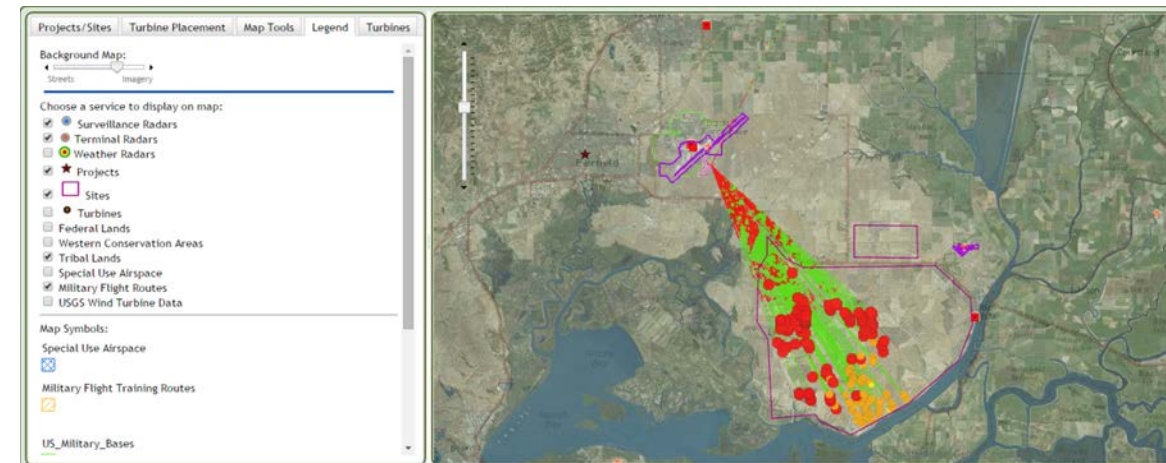 Projects/Sites Turbine Placement Map Tools Legend Turbines
Background Map:
Streets Imagery
Choose a service to display on map:
Surveillance Radars
Terminal Radars
Weather Radars
Projects
Sites
Turbines
Federal Lands
Western Conservation Areas
Tribal Lands
Special Use Airspace
Military Flight Routes
USGS Wind Turbine Data
Map Symbols:
Special Use Airspace
Military Flight Training Routes
US_Military_Bases
Fairfield